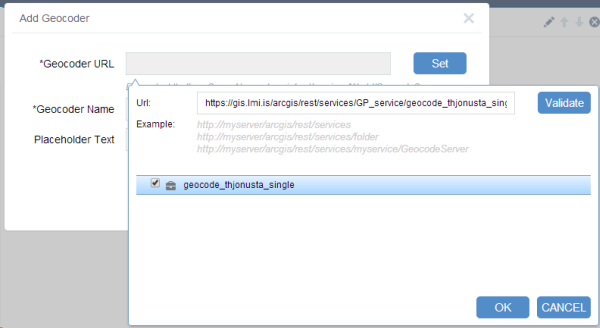 Add Geocoder
*Geocoder URL
Set
*Geocoder Name
Placeholder Text
Url:
https://gis.lmi.is/arcgis/rest/services/GP_service/geocode_thjonusta_sing
Validate
Example:
http://myserver/arcgis/rest/services
http://myserver/arcgis/rest/services/folder
http://myserver/arcgis/rest/services/myservice/GeocodeServer
geocode_thjonusta_single
OK
CANCEL